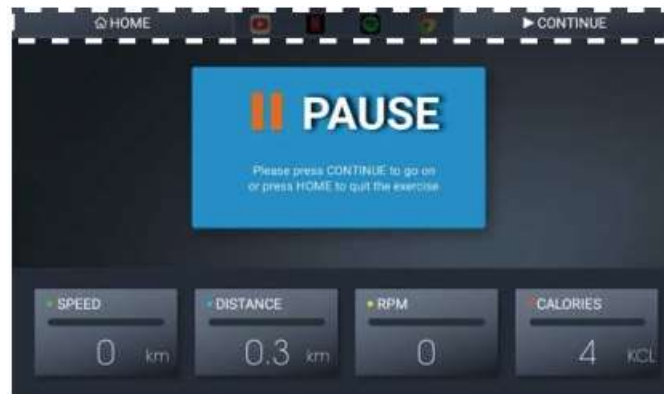 HOME
CONTINUE
PAUSE
Please press CONTINUE to go on
or press HOME to quit the exercise
SPEED
DISTANCE
RPM
CALORIES
0 km
0.3 km
0
4 KCL